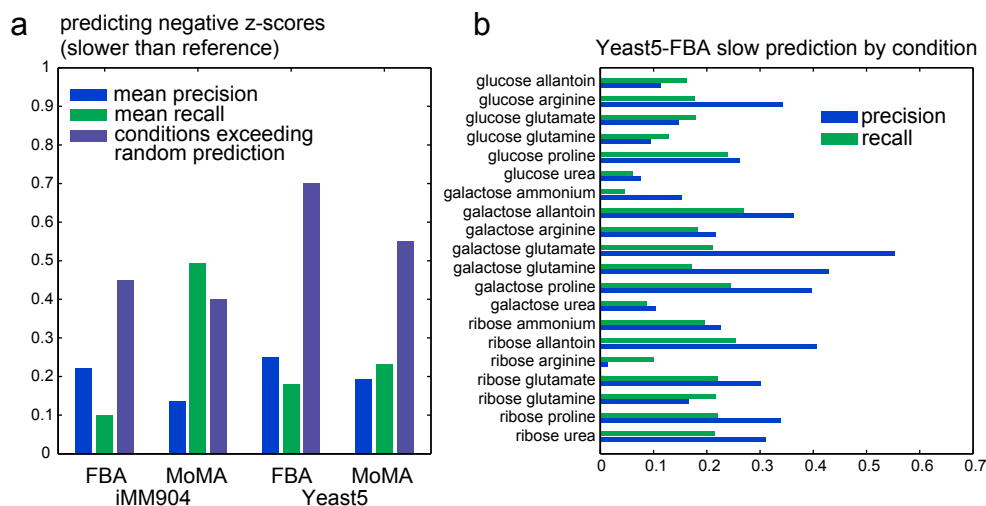 a
predicting negative z-scores
(slower than reference)
1
0.9
0.8
0.7
0.6
0.5
0.4
0.3
0.2
0.1
0
mean precision
mean recall
conditions exceeding
random prediction
FBA MoMA FBA MoMA
iMM904 Yeast5
b
Yeast5-FBA slow prediction by condition
glucose allantoin
glucose arginine
glucose glutamate
glucose glutamine
glucose proline
glucose urea
galactose ammonium
galactose allantoin
galactose arginine
galactose glutamate
galactose glutamine
galactose proline
galactose urea
ribose ammonium
ribose allantoin
ribose arginine
ribose glutamate
ribose glutamine
ribose proline
ribose urea
precision
recall
0 0.1 0.2 0.3 0.4 0.5 0.6 0.7